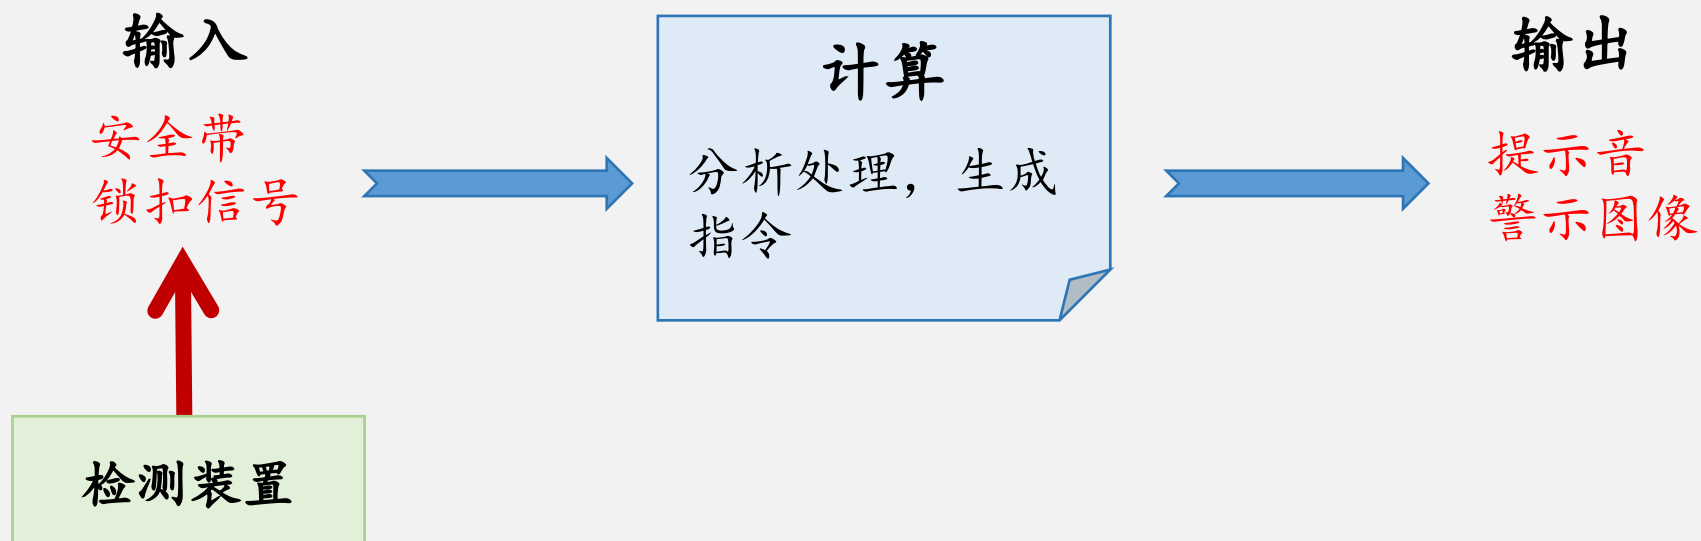 输入
安全带
锁扣信号
检测装置
计算
分析处理，生成
指令
输出
提示音
警示图像